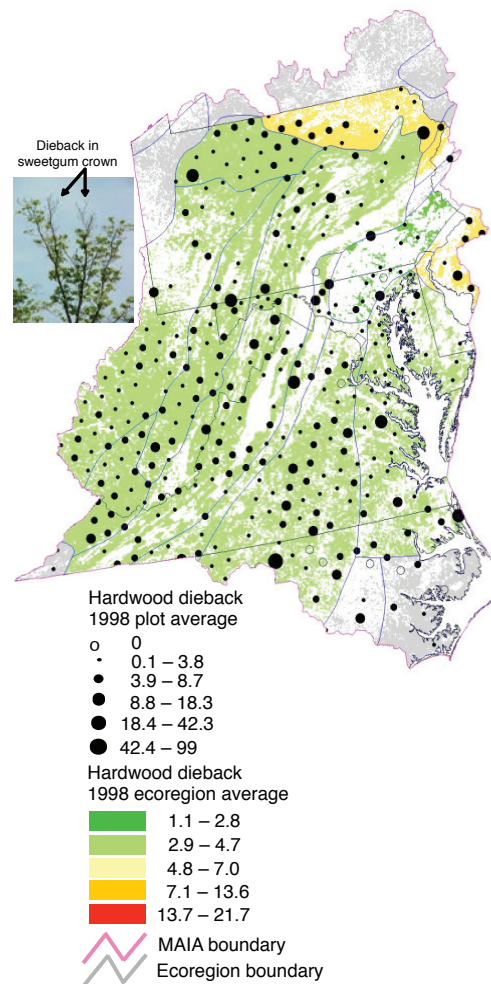 Dieback in
sweetgum crown
Hardwood dieback
1998 plot average
0
0.1 – 3.8
3.9 – 8.7
8.8 – 18.3
18.4 – 42.3
42.4 – 99
Hardwood dieback
1998 ecoregion average
1.1 – 2.8
2.9 – 4.7
4.8 – 7.0
7.1 – 13.6
13.7 – 21.7
MAIA boundary
Ecoregion boundary